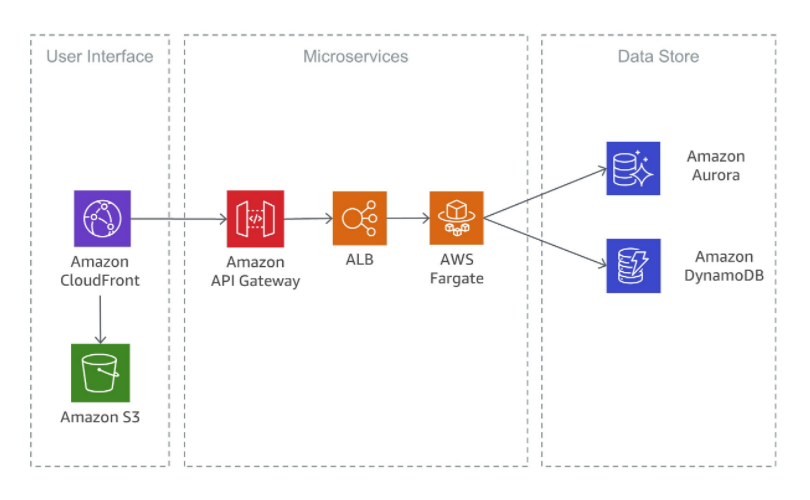 User Interface
Microservices
Data Store
Amazon
CloudFront
Amazon S3
Amazon
API Gateway
ALB
AWS
Fargate
Amazon
Aurora
Amazon
DynamoDB